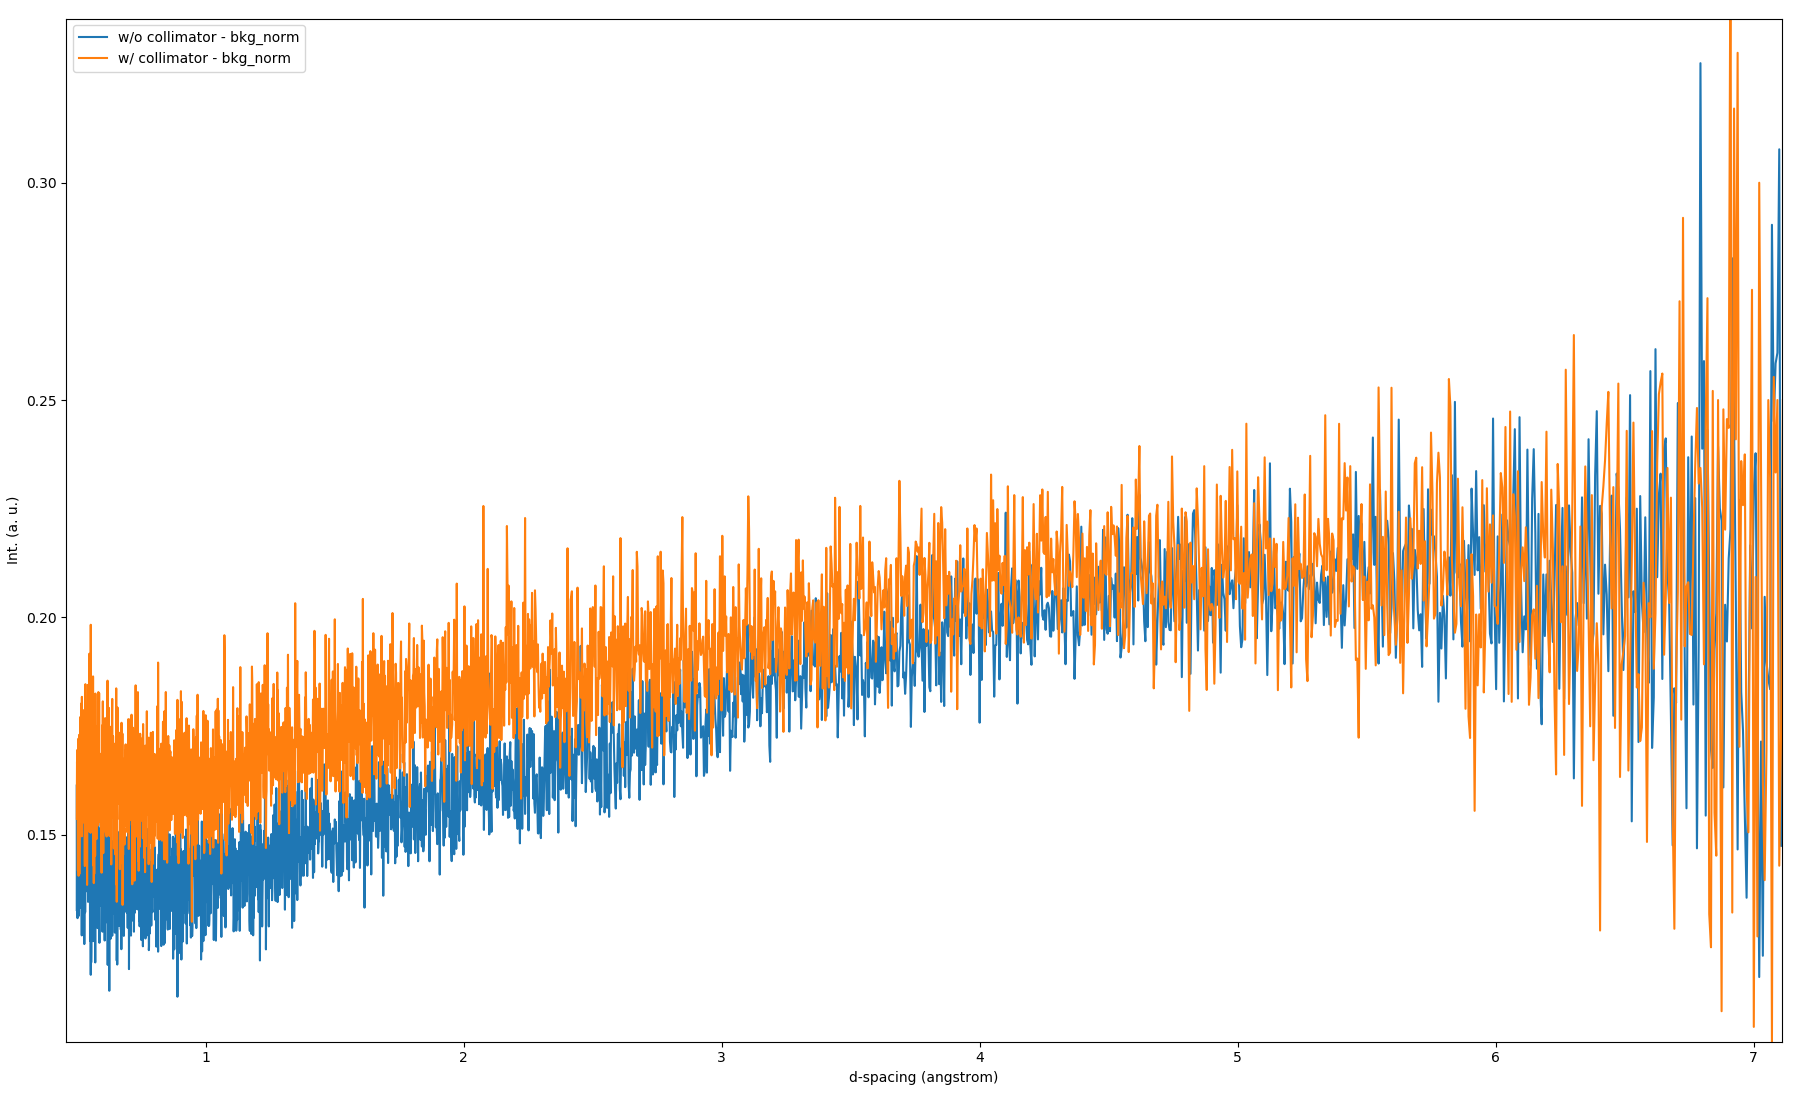 w/o collimator - bkg_norm
w/ collimator - bkg_norm
Int. (a. u.)
0.30
0.25
0.20
0.15
1 2 3 4 5 6 7
d-spacing (angstrom)